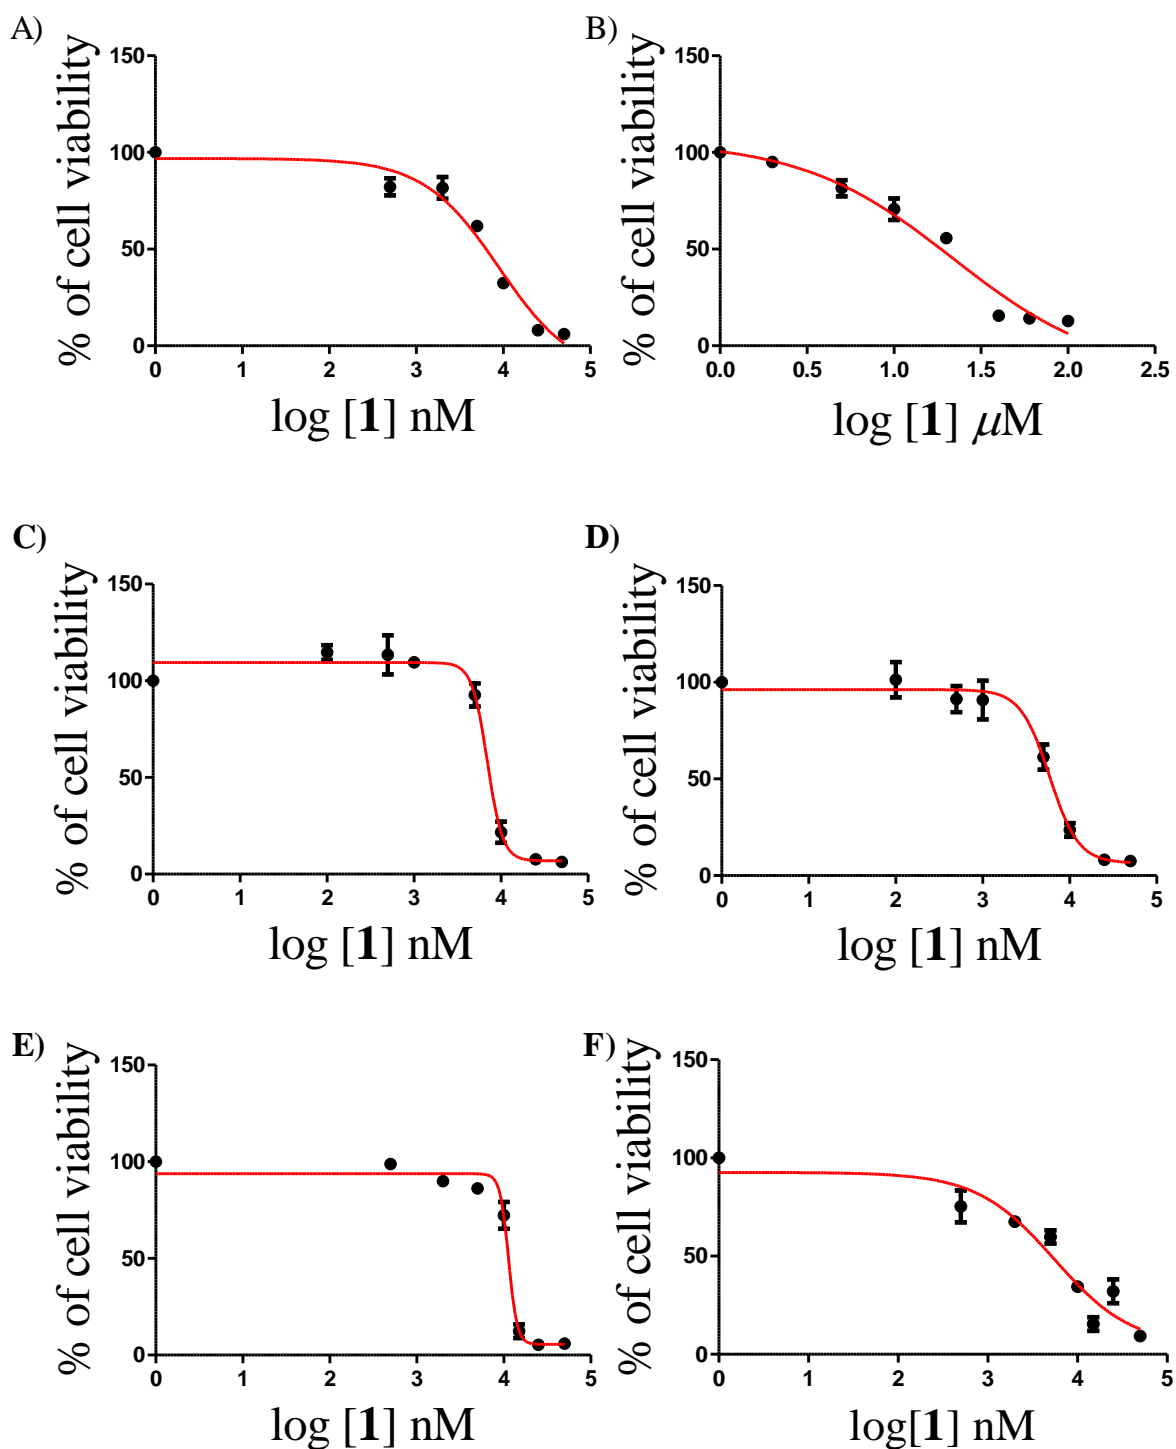 A)
% of cell viability
150
100
50
0
0 1 2 3 4 5
log [1] nM
B)
% of cell viability
150
100
50
0
0.0 0.5 1.0 1.5 2.0 2.5
log [1] μM
C)
% of cell viability
150
100
50
0
0 1 2 3 4 5
log [1] nM
D)
% of cell viability
150
100
50
0
0 1 2 3 4 5
log [1] nM
E)
% of cell viability
150
100
50
0
0 1 2 3 4 5
log [1] nM
F)
% of cell viability
150
100
50
0
0 1 2 3 4 5
log[1] nM